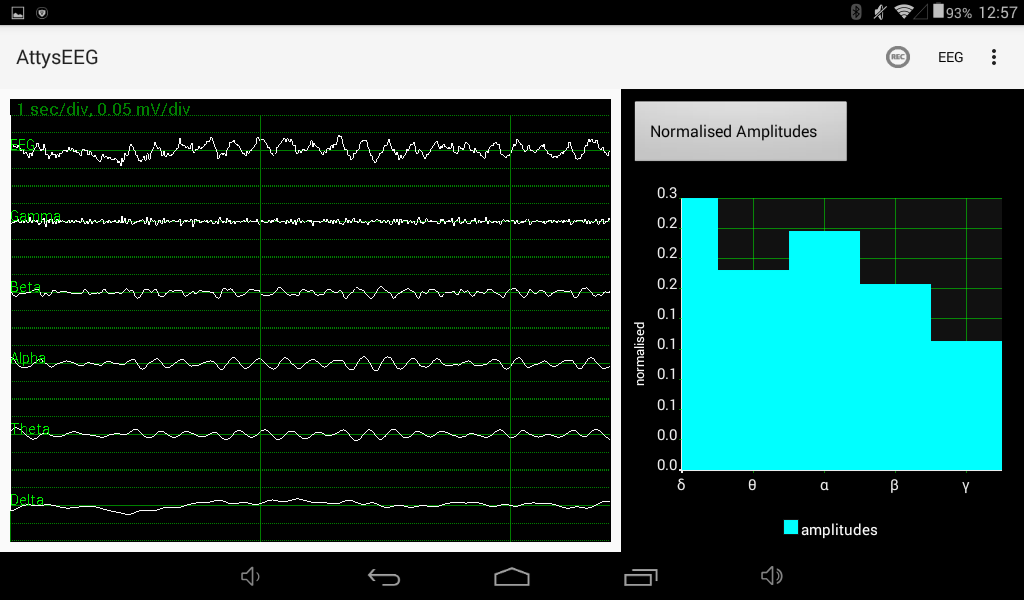 93% 12:57
AttysEEG
REC
EEG
1 sec/div, 0.05 mV/div
EEG
Gamma
Beta
Alpha
Theta
Delta
Normalised Amplitudes
0.3
0.2
0.2
0.2
0.1
0.1
0.1
0.1
0.0
0.0
normalised
δ θ α β γ
amplitudes